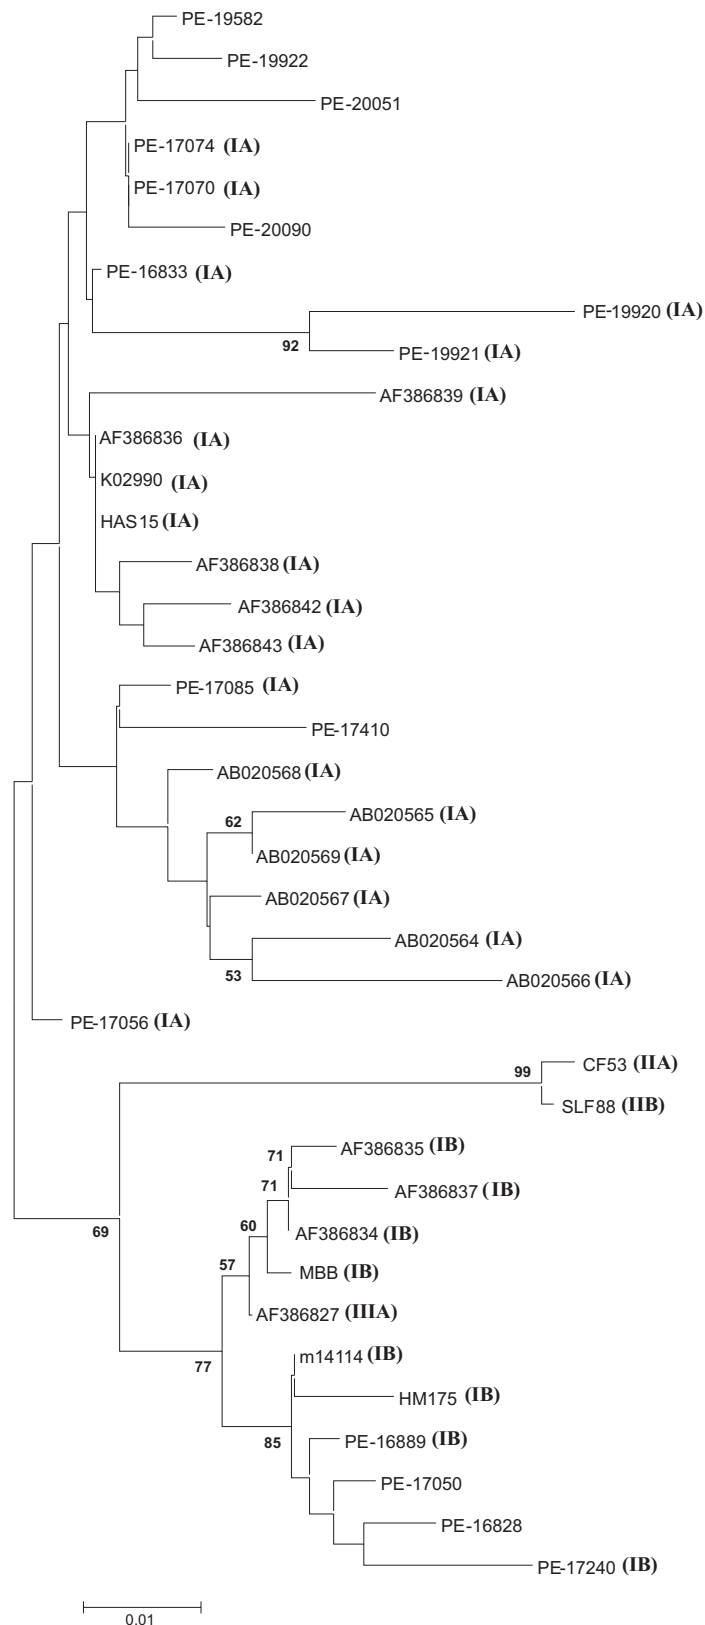 PE-19582
PE-19922
PE-20051
PE-17074 (IA)
PE-17070 (IA)
PE-20090
PE-16833 (IA)
PE-19920 (IA)
92
PE-19921 (IA)
AF386839 (IA)
AF386836 (IA)
K02990 (IA)
HAS15 (IA)
AF386838 (IA)
AF386842 (IA)
AF386843 (IA)
PE-17085 (IA)
PE-17410
AB020568 (IA)
62
AB020565 (IA)
AB020569 (IA)
AB020567 (IA)
AB020564 (IA)
53
AB020566 (IA)
PE-17056 (IA)
99
CF53 (IIA)
SLF88 (IIB)
71
AF386835 (IB)
71
AF386837 (IB)
69
60
AF386834 (IB)
57
MBB (IB)
AF386827 (IIIA)
77
m14114 (IB)
HM175 (IB)
85
PE-16889 (IB)
PE-17050
PE-16828
PE-17240 (IB)
0.01